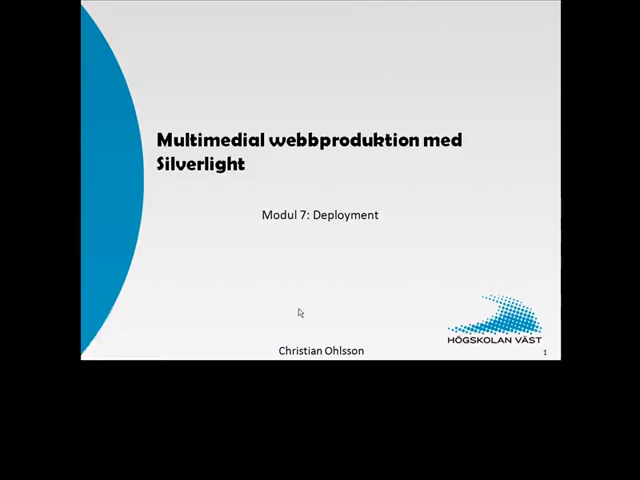 Multimedial webbproduktion med
Silverlight
Modul 7: Deployment
Christian Ohlsson
HÖGSKOLAN VÄST
1